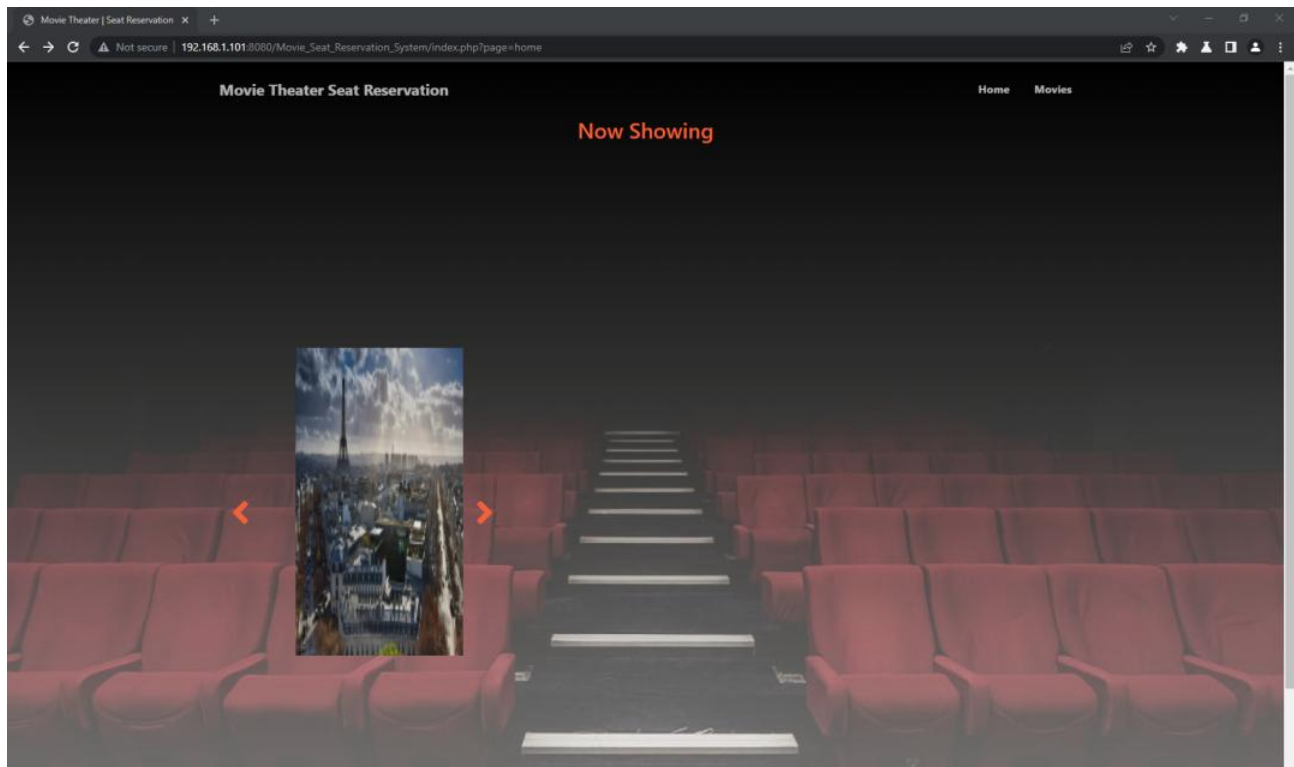 Movie Theater | Seat Reservation
Not secure | 192.168.1.101:8080/Movie_Seat_Reservation_System/index.php?page=home
Movie Theater Seat Reservation
Home
Movies
Now Showing